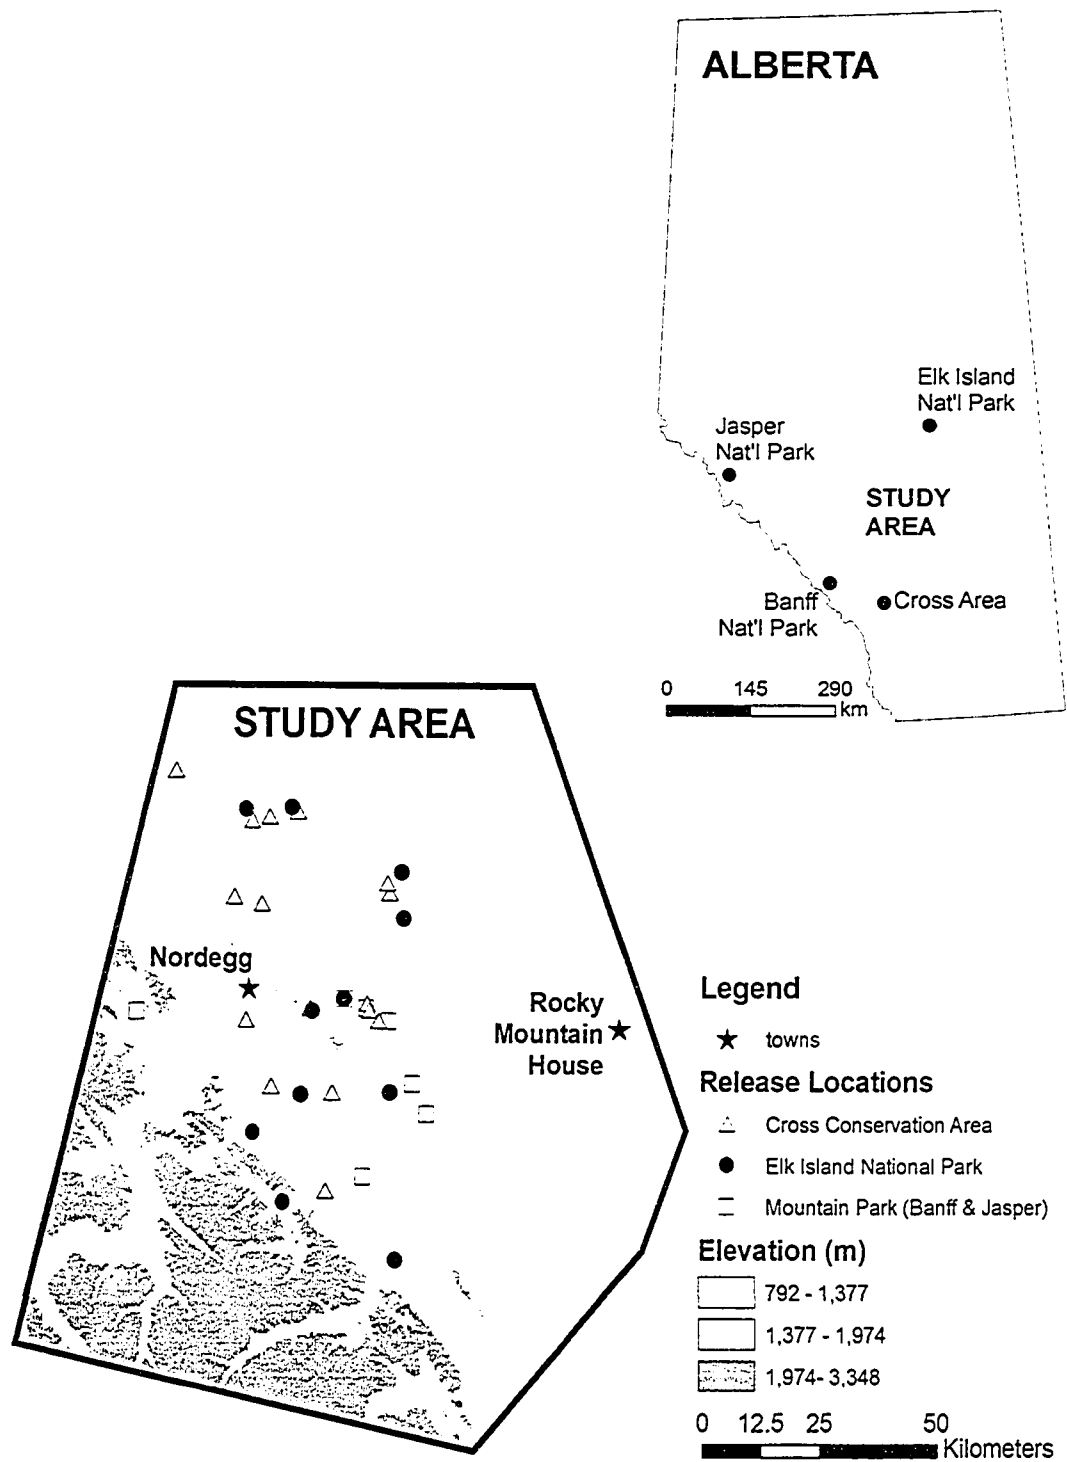 ALBERTA
Elk Island
Nat'l Park
Jasper
Nat'l Park
STUDY
AREA
Banff
Nat'l Park
Cross Area
0 145 290
km
STUDY AREA
Nordegg
Rocky
Mountain
House
Legend
towns
Release Locations
Cross Conservation Area
Elk Island National Park
Mountain Park (Banff & Jasper)
Elevation (m)
792 - 1,377
1,377 - 1,974
1,974- 3,348
0 12.5 25 50
Kilometers